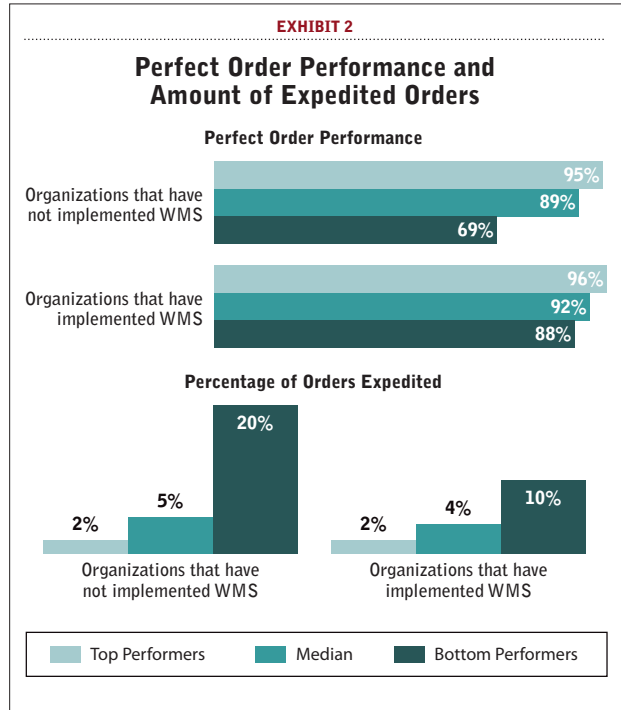 EXHIBIT 2
Perfect Order Performance and
Amount of Expedited Orders
Perfect Order Performance
Organizations that have
not implemented WMS
95%
89%
69%
Organizations that have
implemented WMS
96%
92%
88%
Percentage of Orders Expedited
2%
5%
20%
Organizations that have
not implemented WMS
2%
4%
10%
Organizations that have
implemented WMS
Top Performers
Median
Bottom Performers